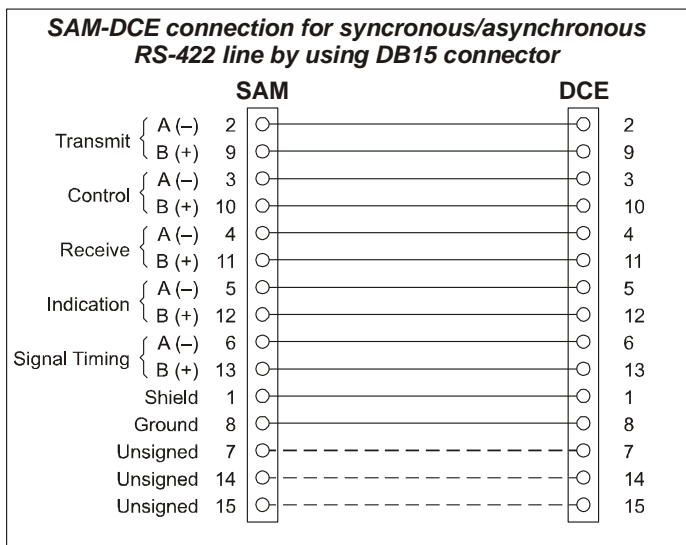 SAM-DCE connection for syncronous/asynchronous
RS-422 line by using DB15 connector
SAM DCE
Transmit A (–) 2 2
B (+) 9 9
Control A (–) 3 3
B (+) 10 10
Receive A (–) 4 4
B (+) 11 11
Indication A (–) 5 5
B (+) 12 12
Signal Timing A (–) 6 6
B (+) 13 13
Shield 1 1
Ground 8 8
Unsigned 7 7
Unsigned 14 14
Unsigned 15 15